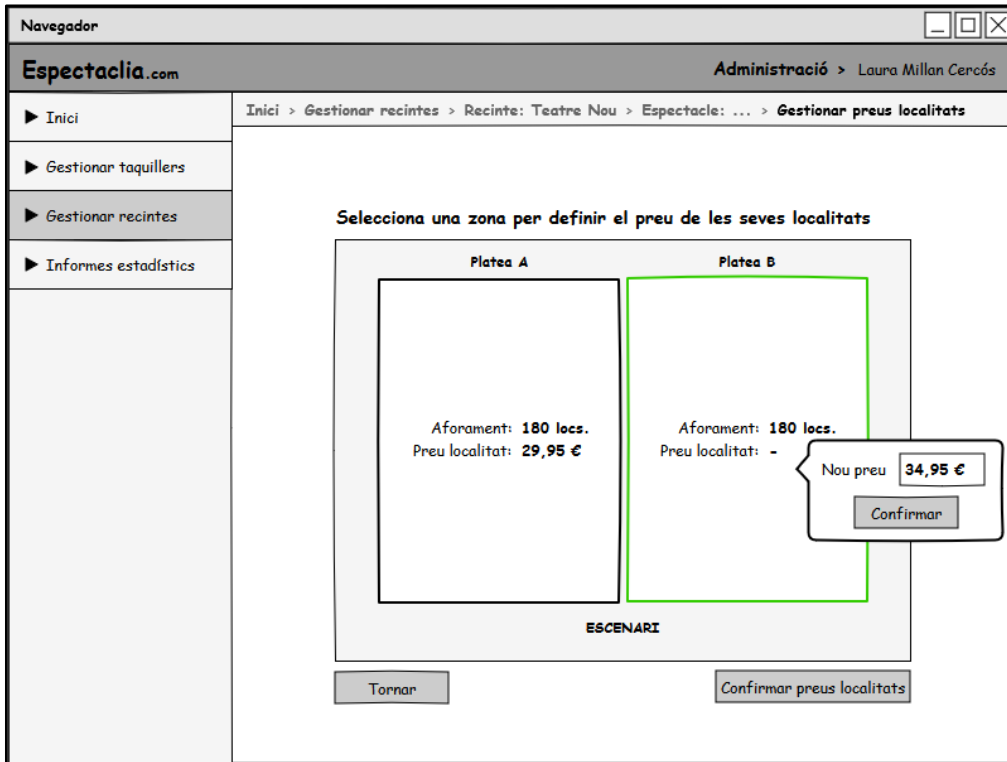 Navegador
Espectaclia.com
Administració > Laura Millan Cercós
Inici
Gestionar taquillers
Gestionar recintes
Informes estadístics
Inici > Gestionar recintes > Recinte: Teatre Nou > Espectacle: ... > Gestionar preus localitats
Selecciona una zona per definir el preu de les seves localitats
Platea A
Aforament: 180 locs.
Preu localitat: 29,95 €
Platea B
Aforament: 180 locs.
Preu localitat: -
Nou preu 34,95 €
Confirmar
ESCENARI
Tornar
Confirmar preus localitats